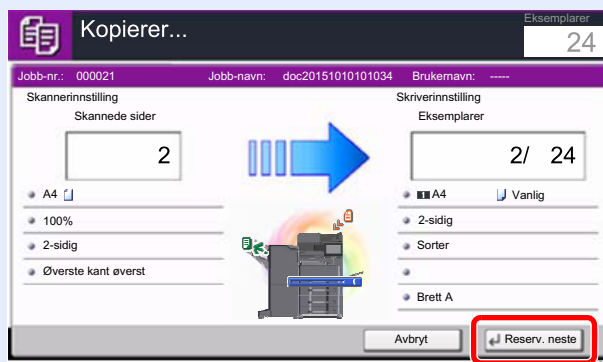 Kopierer...
Eksemplarer
24
Jobb-nr.: 000021 Jobb-navn: doc20151010101034 Brukernavn: -----
Skannerinnstilling
Skannede sider
2
A4
100%
2-sidig
Øverste kant øverst
Skriverinnstilling
Eksemplarer
2/ 24
1 A4 Vanlig
2-sidig
Sorter
Brett A
Avbryt Reserv. neste